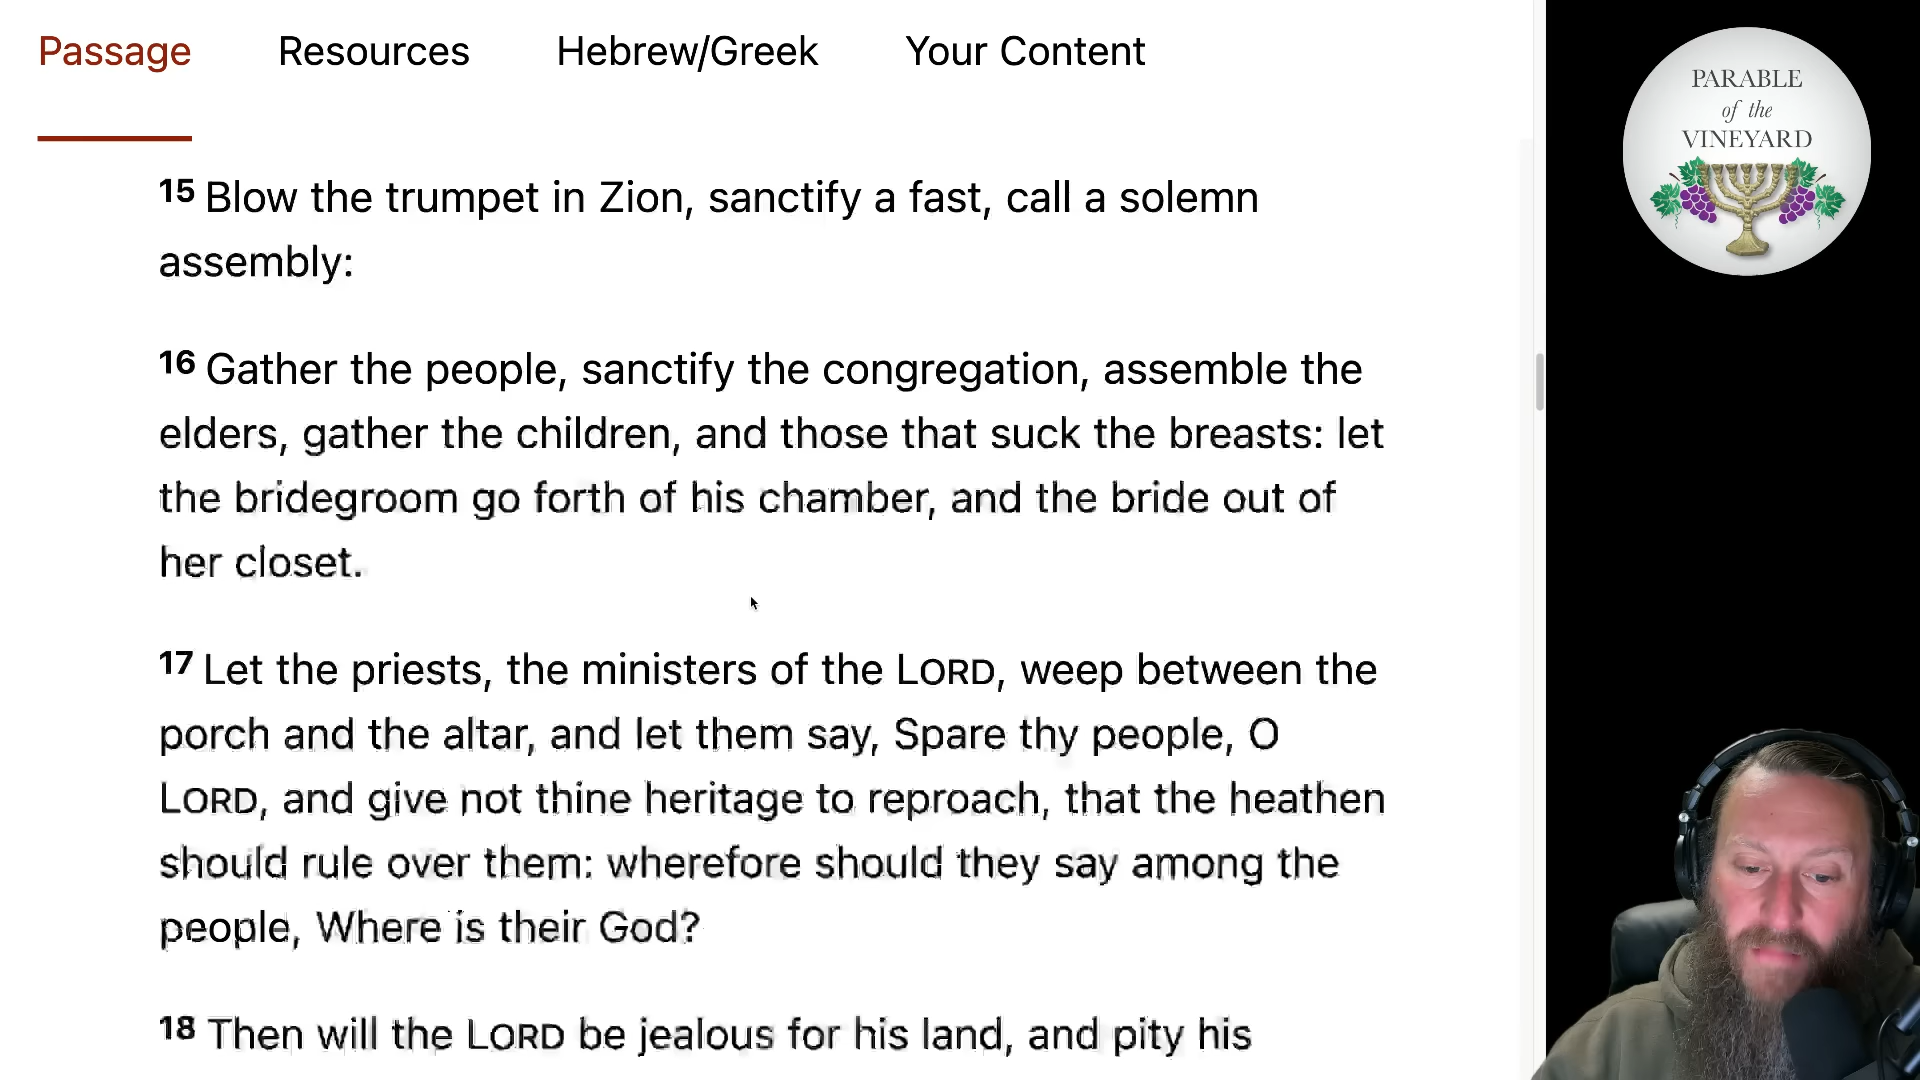 Passage Resources Hebrew/Greek Your Content
PARABLE
of the
VINEYARD
15 Blow the trumpet in Zion, sanctify a fast, call a solemn
assembly:
16 Gather the people, sanctify the congregation, assemble the
elders, gather the children, and those that suck the breasts: let
the bridegroom go forth of his chamber, and the bride out of
her closet.
17 Let the priests, the ministers of the LORD, weep between the
porch and the altar, and let them say, Spare thy people, O
LORD, and give not thine heritage to reproach, that the heathen
should rule over them: wherefore should they say among the
people, Where is their God?
18 Then will the LORD be jealous for his land, and pity his